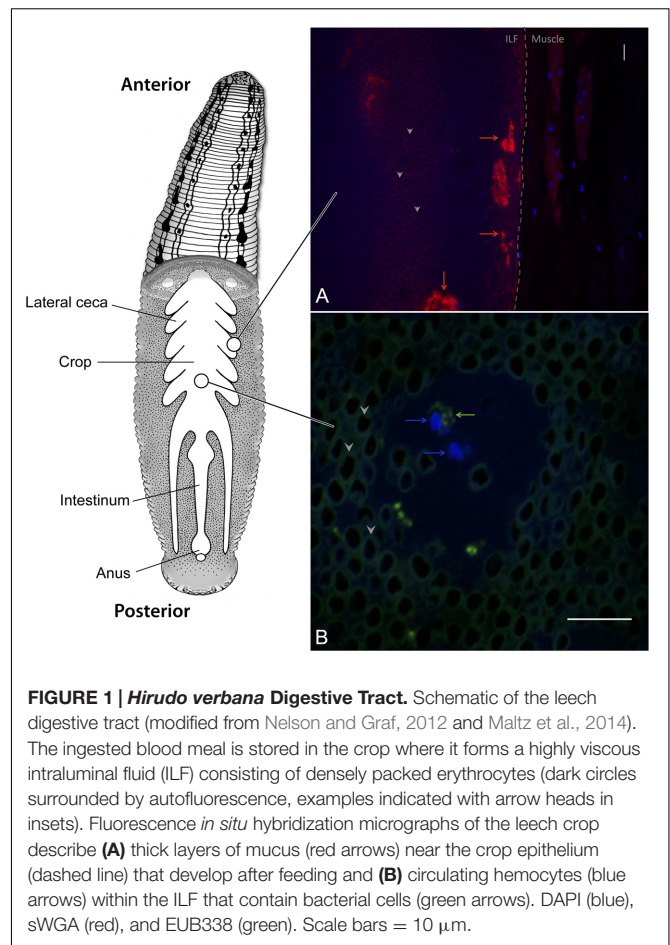 Anterior
Lateral ceca
Crop
Intestinum
Anus
Posterior
ILF Muscle
A
B
FIGURE 1 | Hirudo verbana Digestive Tract. Schematic of the leech
digestive tract (modified from Nelson and Graf, 2012 and Maltz et al., 2014).
The ingested blood meal is stored in the crop where it forms a highly viscous
intraluminal fluid (ILF) consisting of densely packed erythrocytes (dark circles
surrounded by autofluorescence, examples indicated with arrow heads in
insets). Fluorescence in situ hybridization micrographs of the leech crop
describe (A) thick layers of mucus (red arrows) near the crop epithelium
(dashed line) that develop after feeding and (B) circulating hemocytes (blue
arrows) within the ILF that contain bacterial cells (green arrows). DAPI (blue),
sWGA (red), and EUB338 (green). Scale bars = 10 μm.